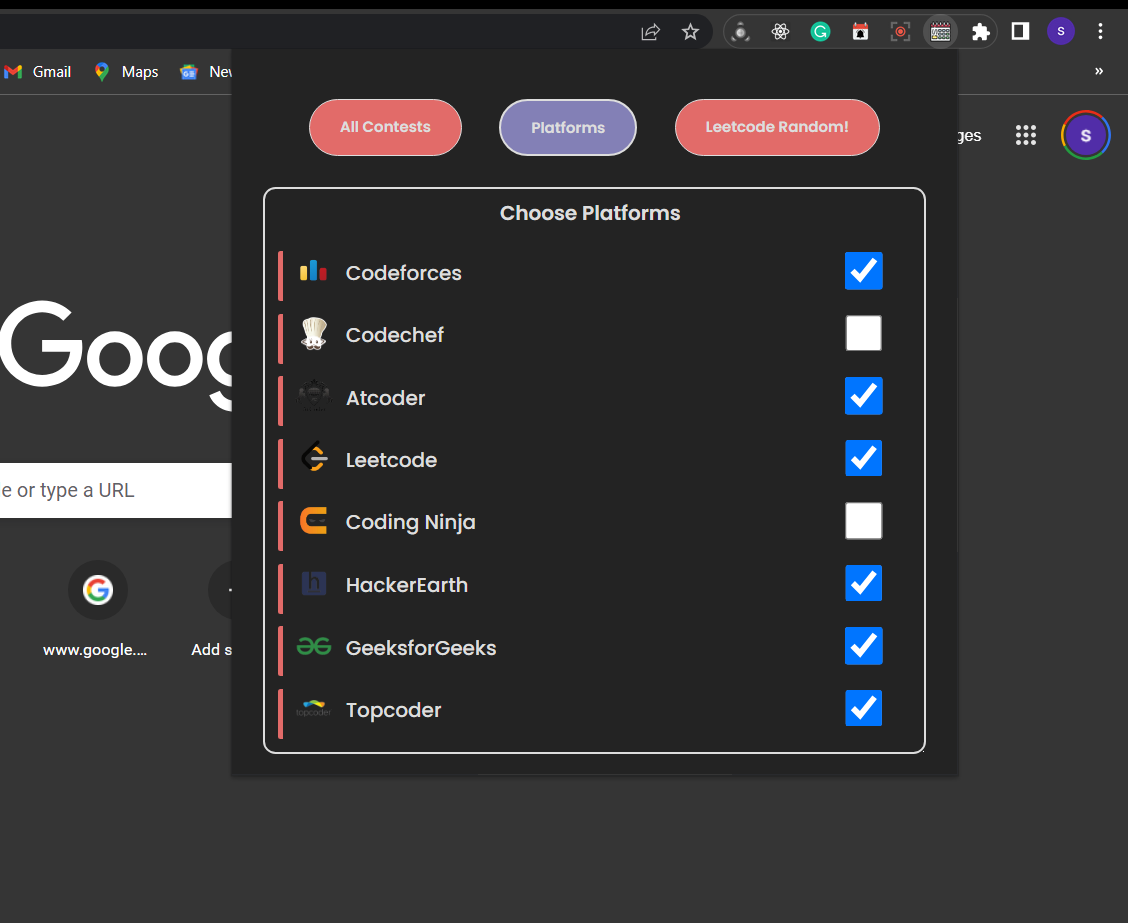 S
Gmail
Maps
New
»
All Contests
Platforms
Leetcode Random!
ges
S
Choose Platforms
Codeforces
Codechef
Atcoder
Leetcode
Coding Ninja
h
HackerEarth
GeeksforGeeks
topcoder
Topcoder
Goog
e or type a URL
G
www.google....
Add s